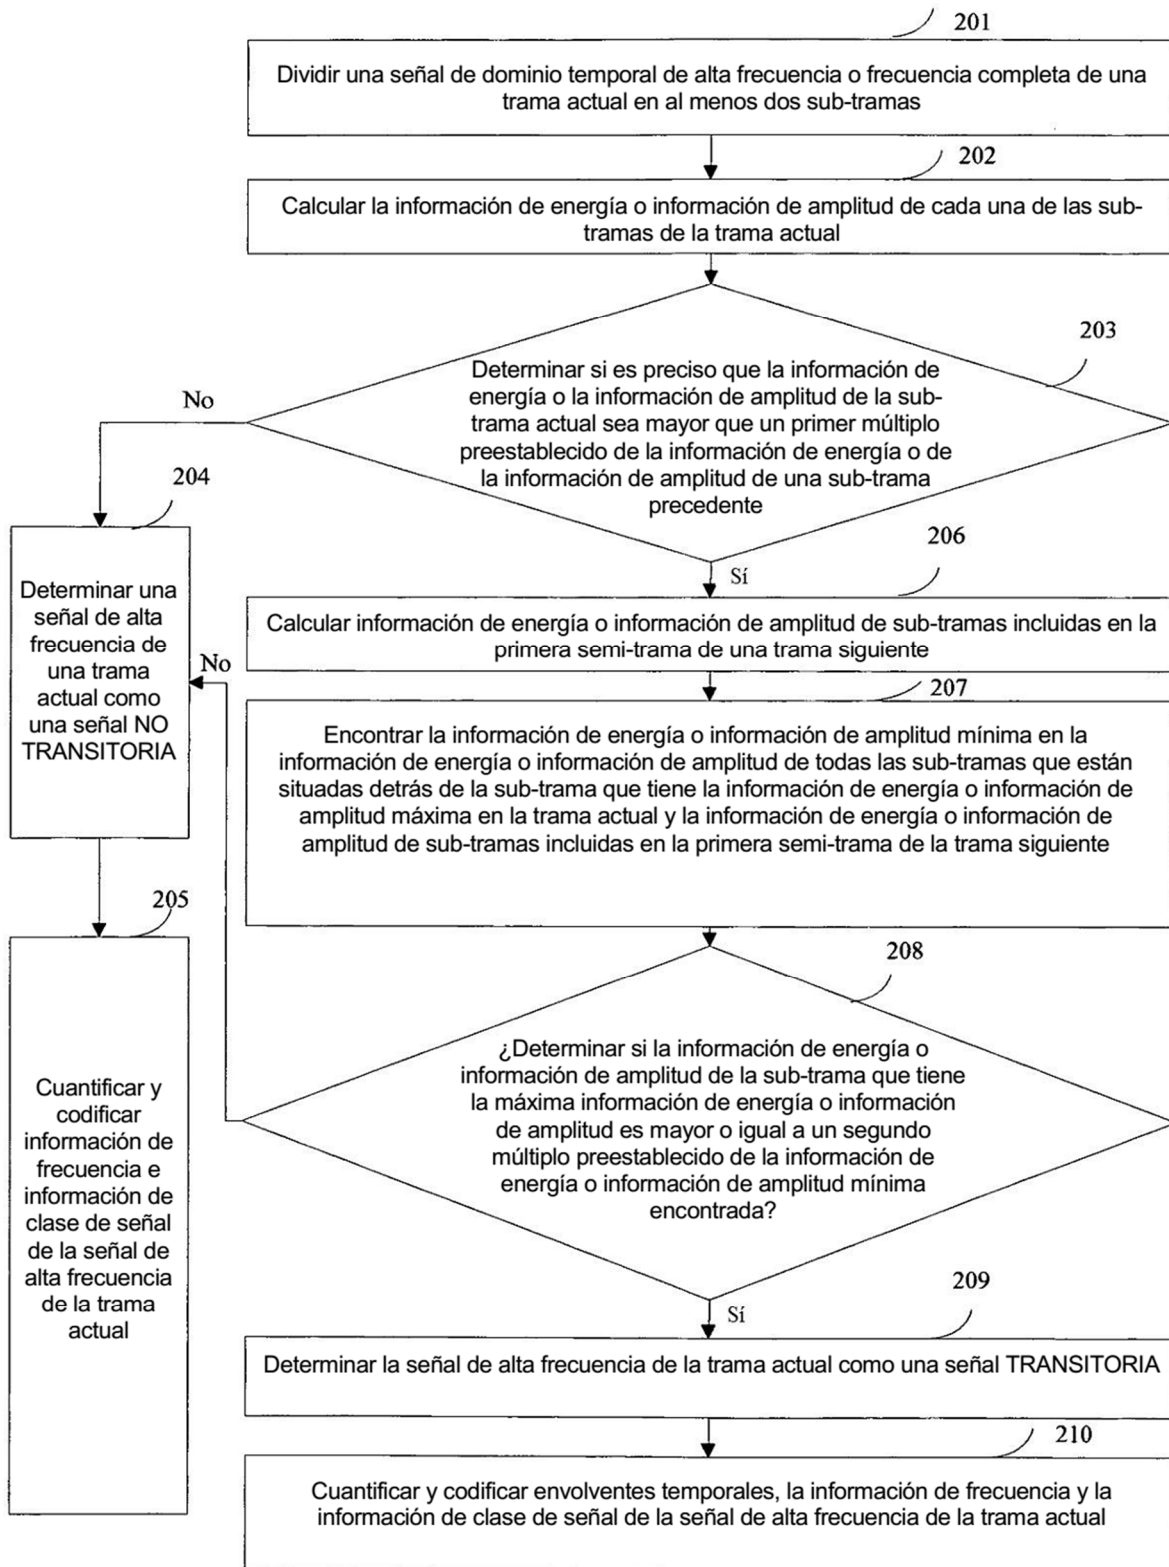 201
Dividir una señal de dominio temporal de alta frecuencia o frecuencia completa de una
trama actual en al menos dos sub-tramas
202
Calcular la información de energía o información de amplitud de cada una de las sub-
tramas de la trama actual
203
Determinar si es preciso que la información de
energía o la información de amplitud de la sub-
trama actual sea mayor que un primer múltiplo
preestablecido de la información de energía o de
la información de amplitud de una sub-trama
precedente
No
204
Determinar una
señal de alta
frecuencia de
una trama
actual como
una señal NO
TRANSITORIA
205
Cuantificar y
codificar
información de
frecuencia e
información de
clase de señal
de la señal de
alta frecuencia
de la trama
actual
Sí
206
Calcular información de energía o información de amplitud de sub-tramas incluidas en la
primera semi-trama de una trama siguiente
207
Encontrar la información de energía o información de amplitud mínima en la
información de energía o información de amplitud de todas las sub-tramas que están
situadas detrás de la sub-trama que tiene la información de energía o información de
amplitud máxima en la trama actual y la información de energía o información de
amplitud de sub-tramas incluidas en la primera semi-trama de la trama siguiente
208
¿Determinar si la información de energía o
información de amplitud de la sub-trama que tiene
la máxima información de energía o información
de amplitud es mayor o igual a un segundo
múltiplo preestablecido de la información de
energía o información de amplitud mínima
encontrada?
No
Sí
209
Determinar la señal de alta frecuencia de la trama actual como una señal TRANSITORIA
210
Cuantificar y codificar envolventes temporales, la información de frecuencia y la
información de clase de señal de la señal de alta frecuencia de la trama actual